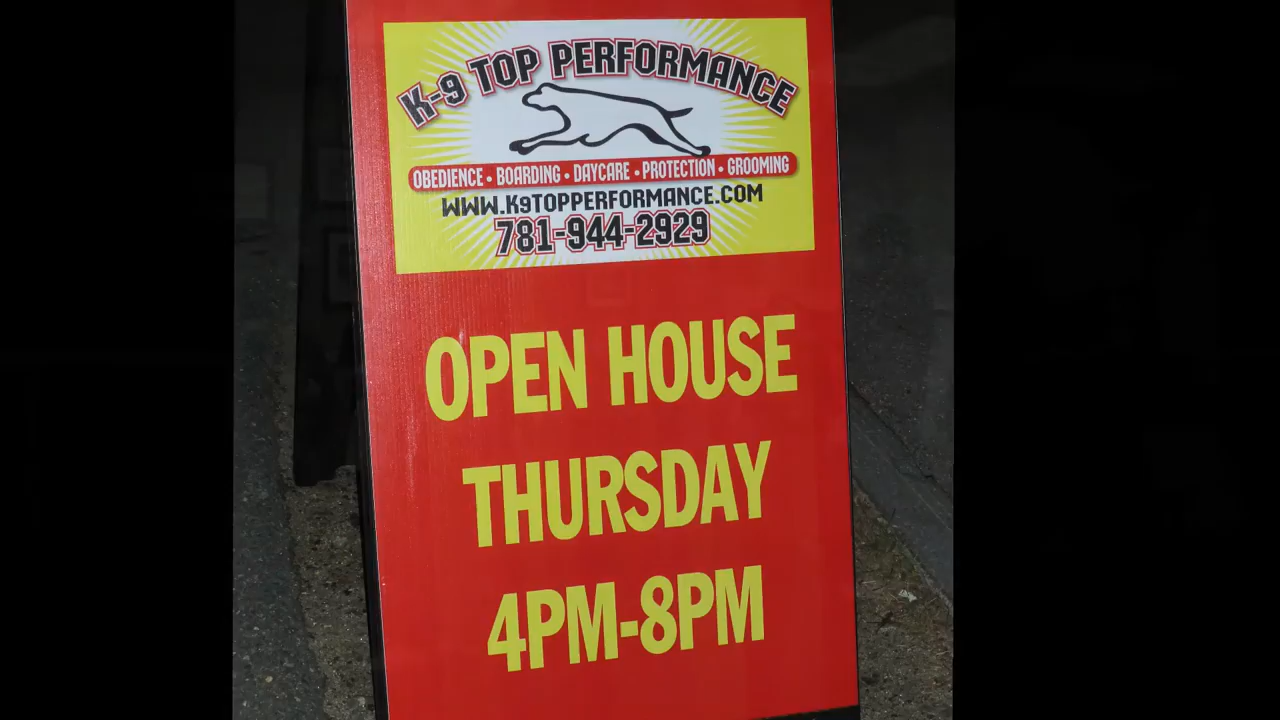 K-9 TOP PERFORMANCE
OBEDIENCE • BOARDING • DAYCARE • PROTECTION • GROOMING
WWW.K9TOPPERFORMANCE.COM
781-944-2929
OPEN HOUSE
THURSDAY
4PM-8PM